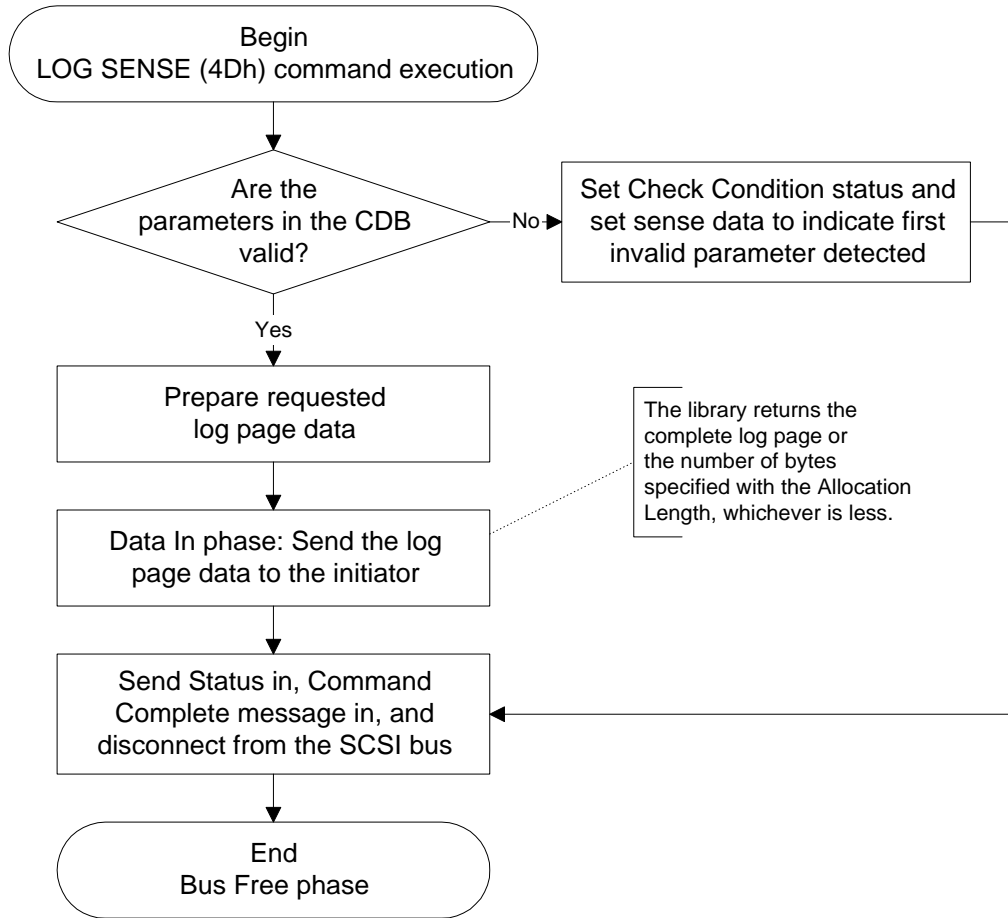 Begin
LOG SENSE (4Dh) command execution
Are the
parameters in the CDB
valid?
No
Set Check Condition status and
set sense data to indicate first
invalid parameter detected
Yes
Prepare requested
log page data
The library returns the
complete log page or
the number of bytes
specified with the Allocation
Length, whichever is less.
Data In phase: Send the log
page data to the initiator
Send Status in, Command
Complete message in, and
disconnect from the SCSI bus
End
Bus Free phase